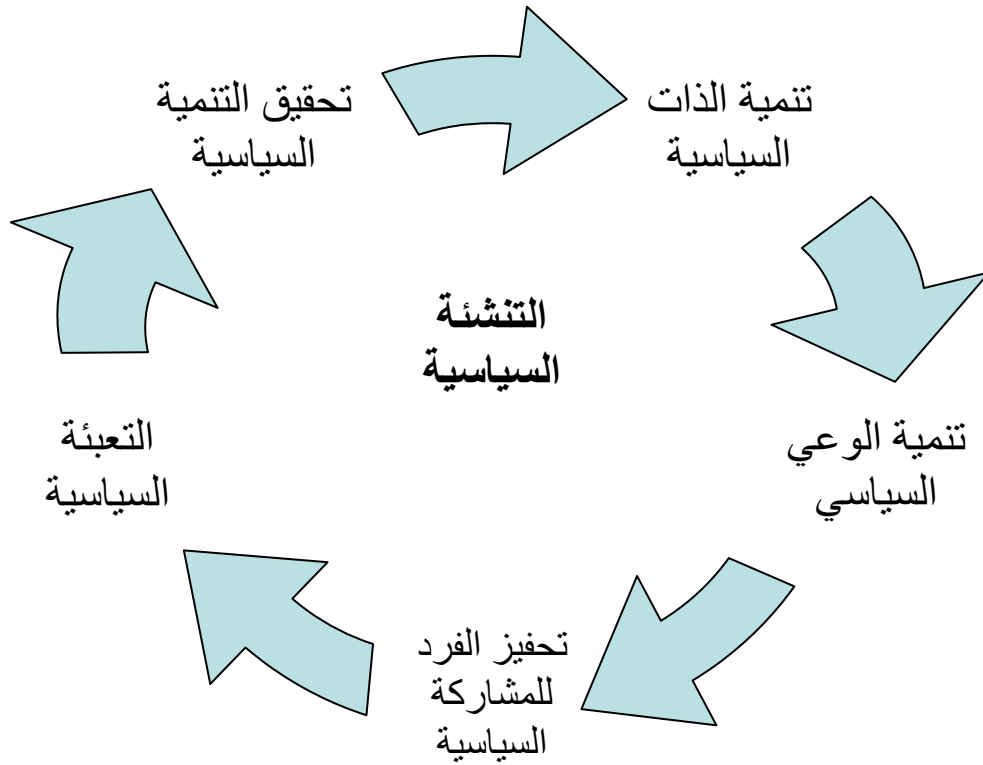 تنمية الذات
السياسية
تنمية الوعي
السياسي
تحفيز الفرد
للمشاركة
السياسية
التعبئة
السياسية
تحقيق التنمية
السياسية
التنشئة
السياسية